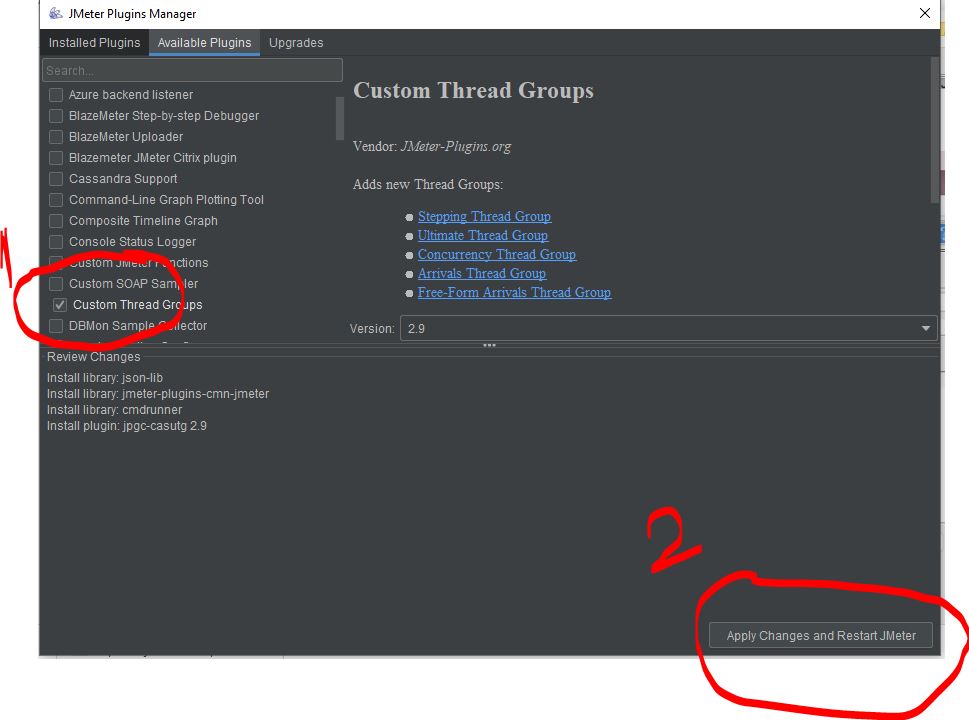 JMeter Plugins Manager
Installed Plugins Available Plugins Upgrades
Search...
Azure backend listener
BlazeMeter Step-by-step Debugger
BlazeMeter Uploader
Blazemeter JMeter Citrix plugin
Cassandra Support
Command-Line Graph Plotting Tool
Composite Timeline Graph
Console Status Logger
Custom JMeter Functions
Custom SOAP Sampler
Custom Thread Groups
DBMon Sample Collector
1
Custom Thread Groups
Vendor: JMeter-Plugins.org
Adds new Thread Groups:
Stepping Thread Group
Ultimate Thread Group
Concurrency Thread Group
Arrivals Thread Group
Free-Form Arrivals Thread Group
Version: 2.9
Review Changes
Install library: json-lib
Install library: jmeter-plugins-cmn-jmeter
Install library: cmdrunner
Install plugin: jpgc-casutg 2.9
2
Apply Changes and Restart JMeter